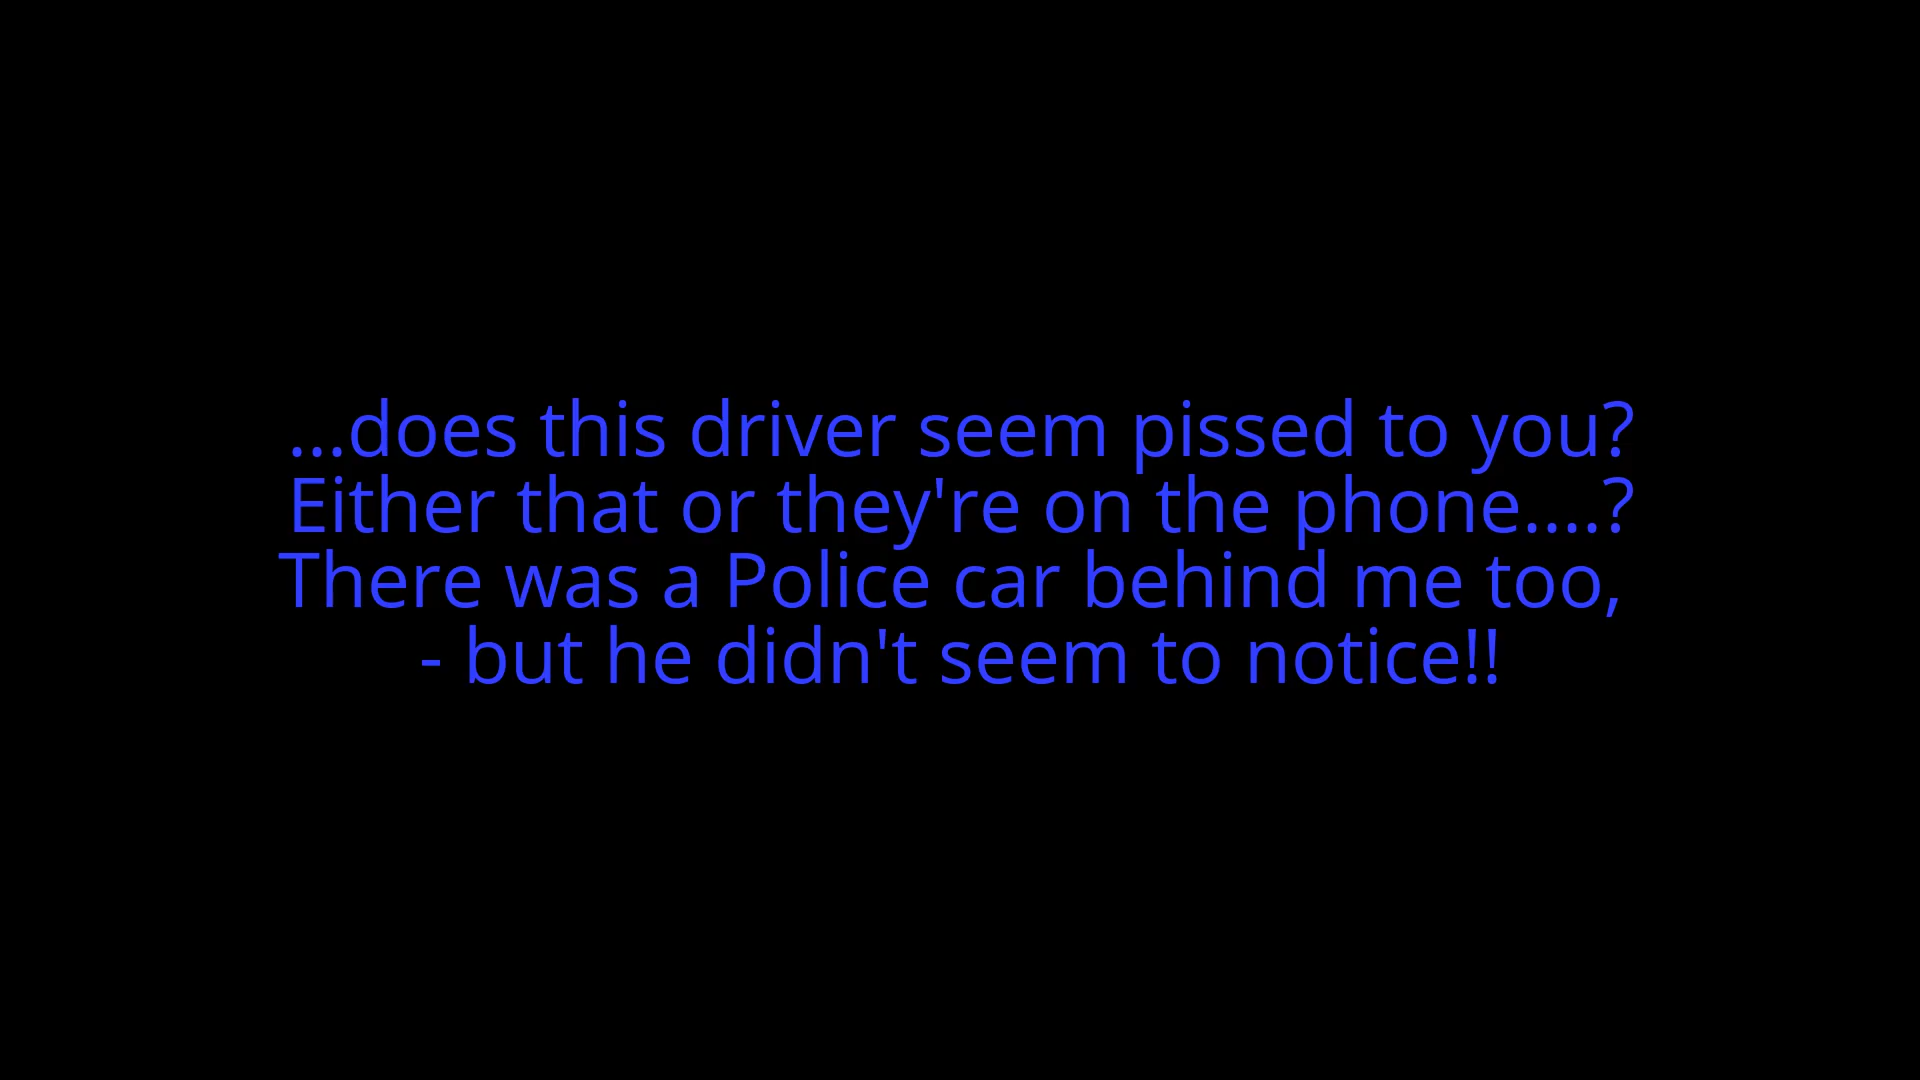 ...does this driver seem pissed to you?
Either that or they're on the phone....?
There was a Police car behind me too,
- but he didn't seem to notice!!